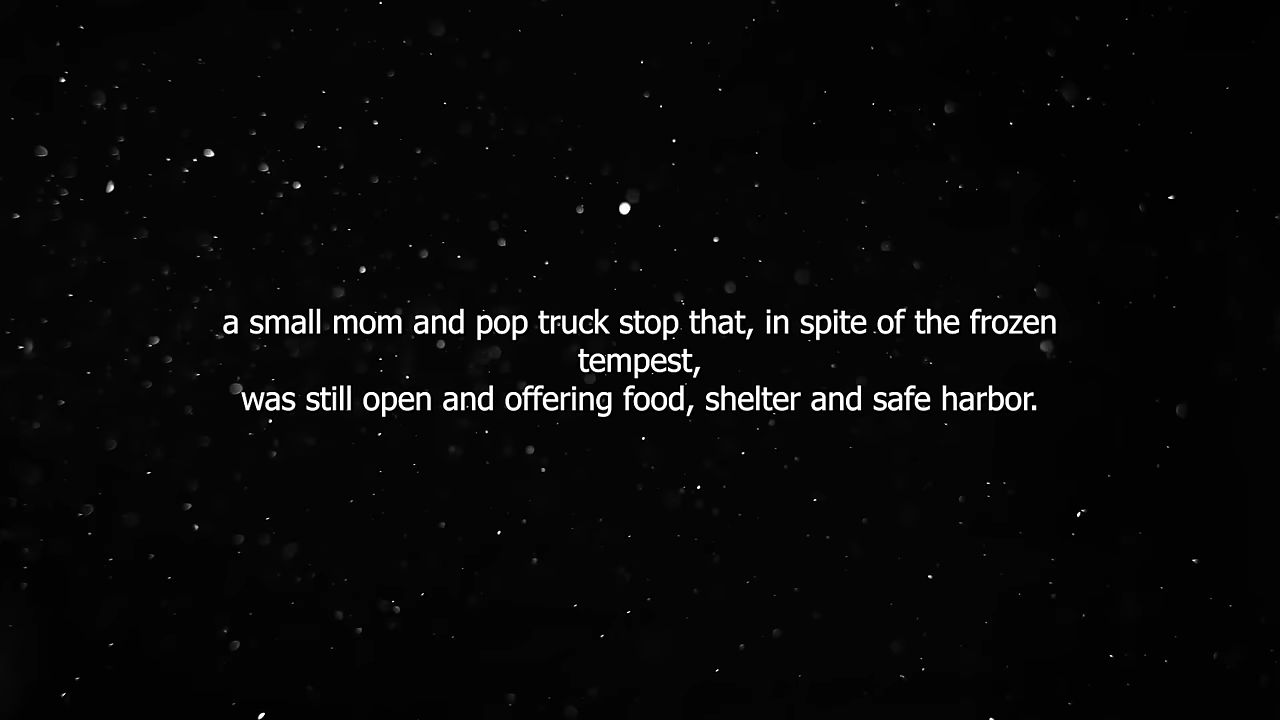 a small mom and pop truck stop that, in spite of the frozen
tempest,
was still open and offering food, shelter and safe harbor.